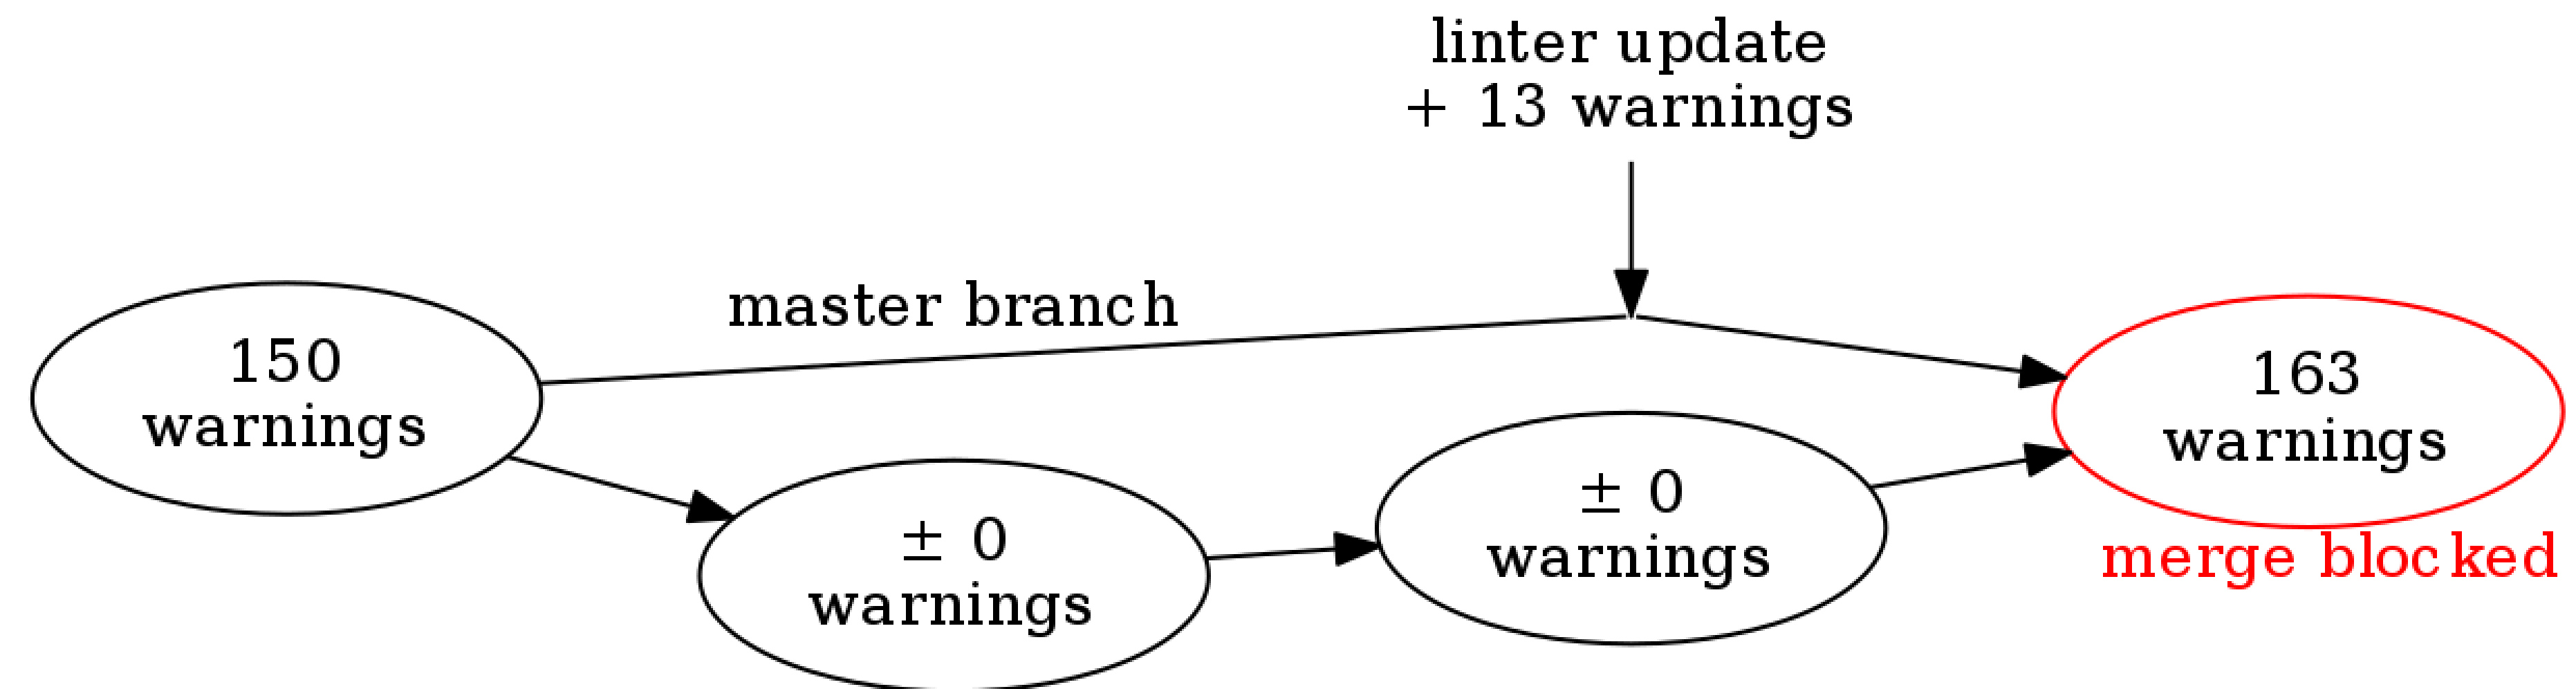 linter update
+ 13 warnings
master branch
150
warnings
± 0
warnings
± 0
warnings
163
warnings
merge blocked